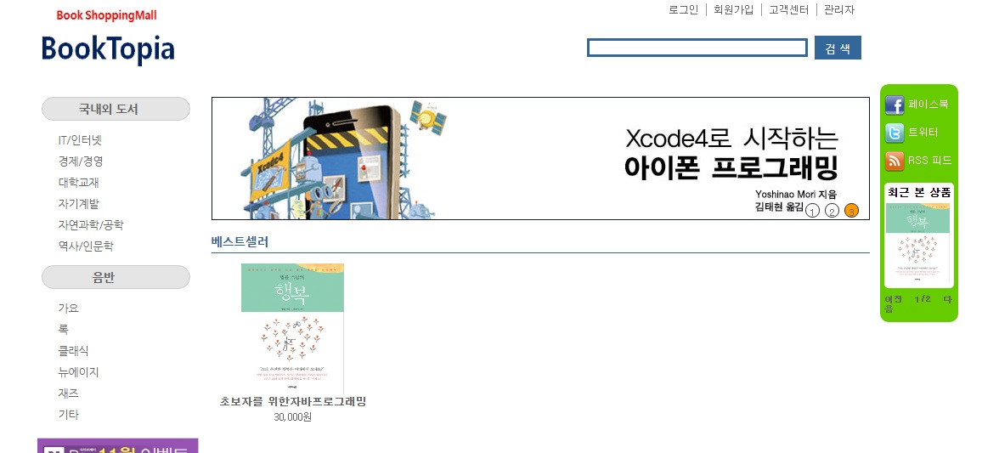 Book ShoppingMall
BookTopia
로그인 | 회원가입 | 고객센터 | 관리자
검 색
국내외 도서
IT/인터넷
경제/경영
대학교재
자기계발
자연과학/공학
역사/인문학
음반
가요
록
클래식
뉴에이지
재즈
기타
11월 이벤트
Xcode4
Xcode4로 시작하는
아이폰 프로그래밍
Yoshinao Mori 지음
김태현 옮김
1 2 3
베스트셀러
행복
초보자를 위한자바프로그래밍
30,000원
페이스북
트위터
RSS 피드
최근 본 상품
행복
이전 1/2 다
음